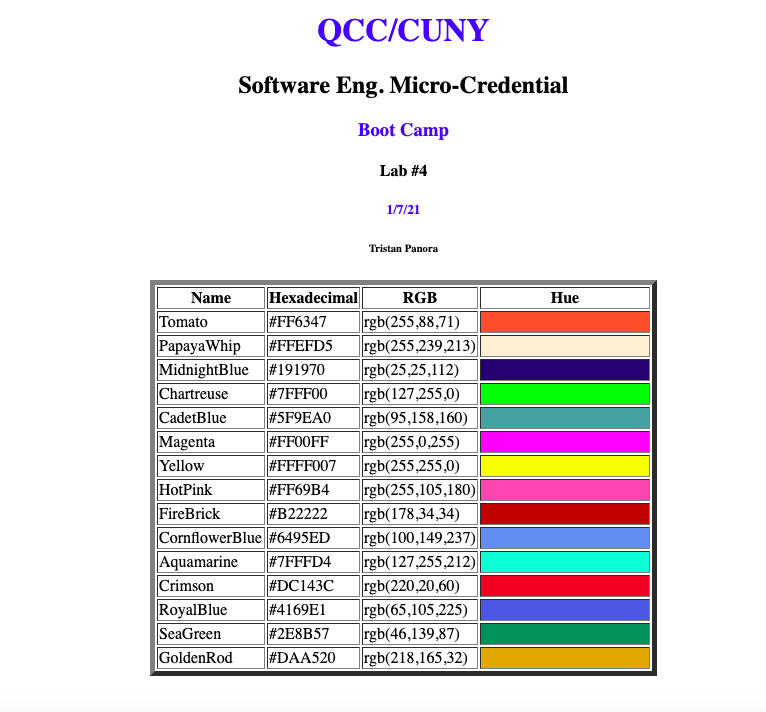 QCC/CUNY
Software Eng. Micro-Credential
Boot Camp
Lab #4
1/7/21
Tristan Panora
Name Hexadecimal RGB Hue
Tomato #FF6347 rgb(255,88,71)
PapayaWhip #FFEFD5 rgb(255,239,213)
MidnightBlue #191970 rgb(25,25,112)
Chartreuse #7FFF00 rgb(127,255,0)
CadetBlue #5F9EA0 rgb(95,158,160)
Magenta #FF00FF rgb(255,0,255)
Yellow #FFFF007 rgb(255,255,0)
HotPink #FF69B4 rgb(255,105,180)
FireBrick #B22222 rgb(178,34,34)
CornflowerBlue #6495ED rgb(100,149,237)
Aquamarine #7FFFD4 rgb(127,255,212)
Crimson #DC143C rgb(220,20,60)
RoyalBlue #4169E1 rgb(65,105,225)
SeaGreen #2E8B57 rgb(46,139,87)
GoldenRod #DAA520 rgb(218,165,32)